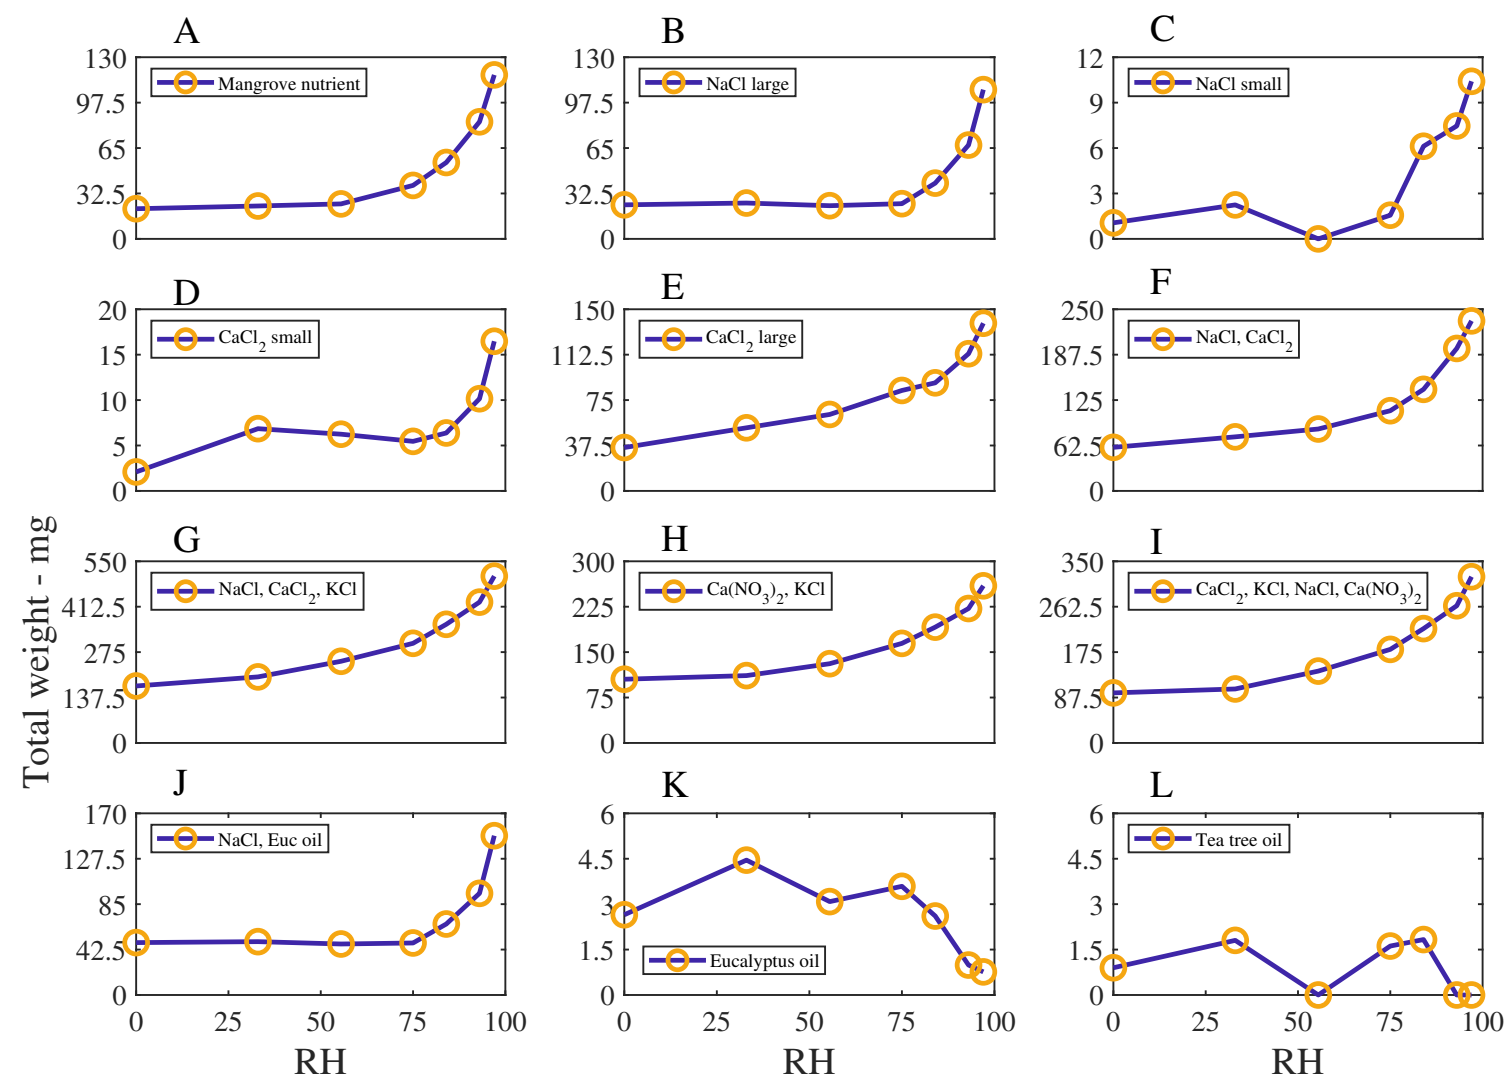 A
B
C
130
97.5
65
32.5
0
Mangrove nutrient
130
97.5
65
32.5
0
NaCl large
12
9
6
3
0
NaCl small
D
E
F
20
15
10
5
0
CaCl₂ small
150
112.5
75
37.5
0
CaCl₂ large
250
187.5
125
62.5
0
NaCl, CaCl₂
Total weight - mg
G
H
I
550
412.5
275
137.5
0
NaCl, CaCl₂, KCl
300
225
150
75
0
Ca(NO₃)₂, KCl
350
262.5
175
87.5
0
CaCl₂, KCl, NaCl, Ca(NO₃)₂
J
K
L
170
127.5
85
42.5
0
NaCl, Euc oil
0 25 50 75 100
RH
6
4.5
3
1.5
0
Eucalyptus oil
0 25 50 75 100
RH
6
4.5
3
1.5
0
Tea tree oil
0 25 50 75 100
RH